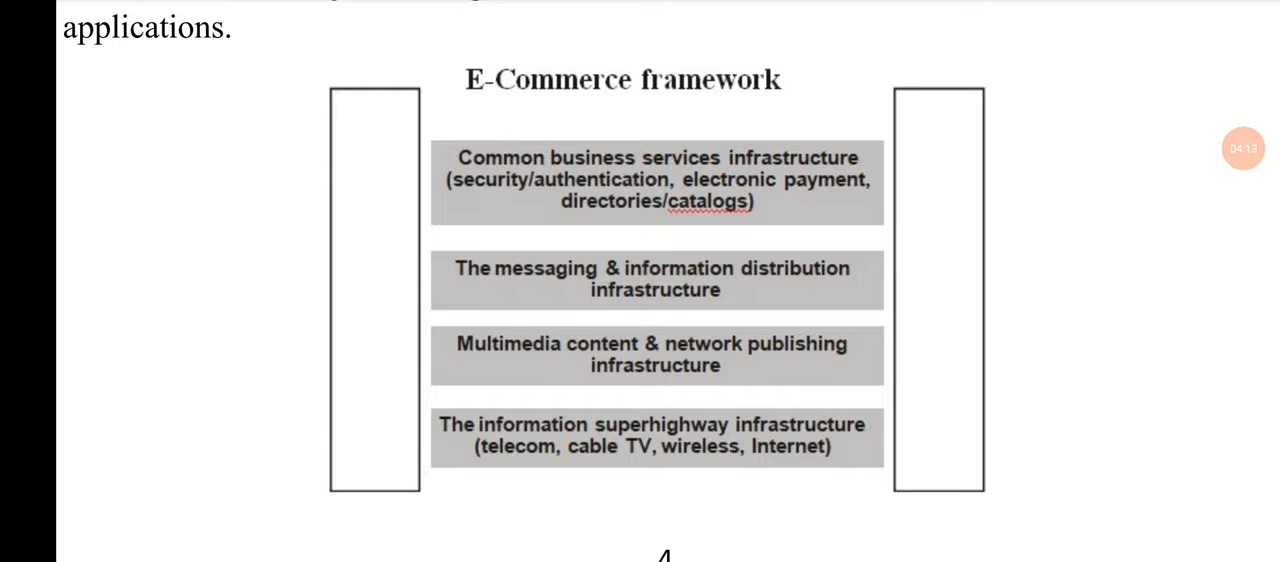 applications.
E-Commerce framework
Common business services infrastructure
(security/authentication, electronic payment,
directories/catalogs)
The messaging & information distribution
infrastructure
Multimedia content & network publishing
infrastructure
The information superhighway infrastructure
(telecom, cable TV, wireless, Internet)
04:13